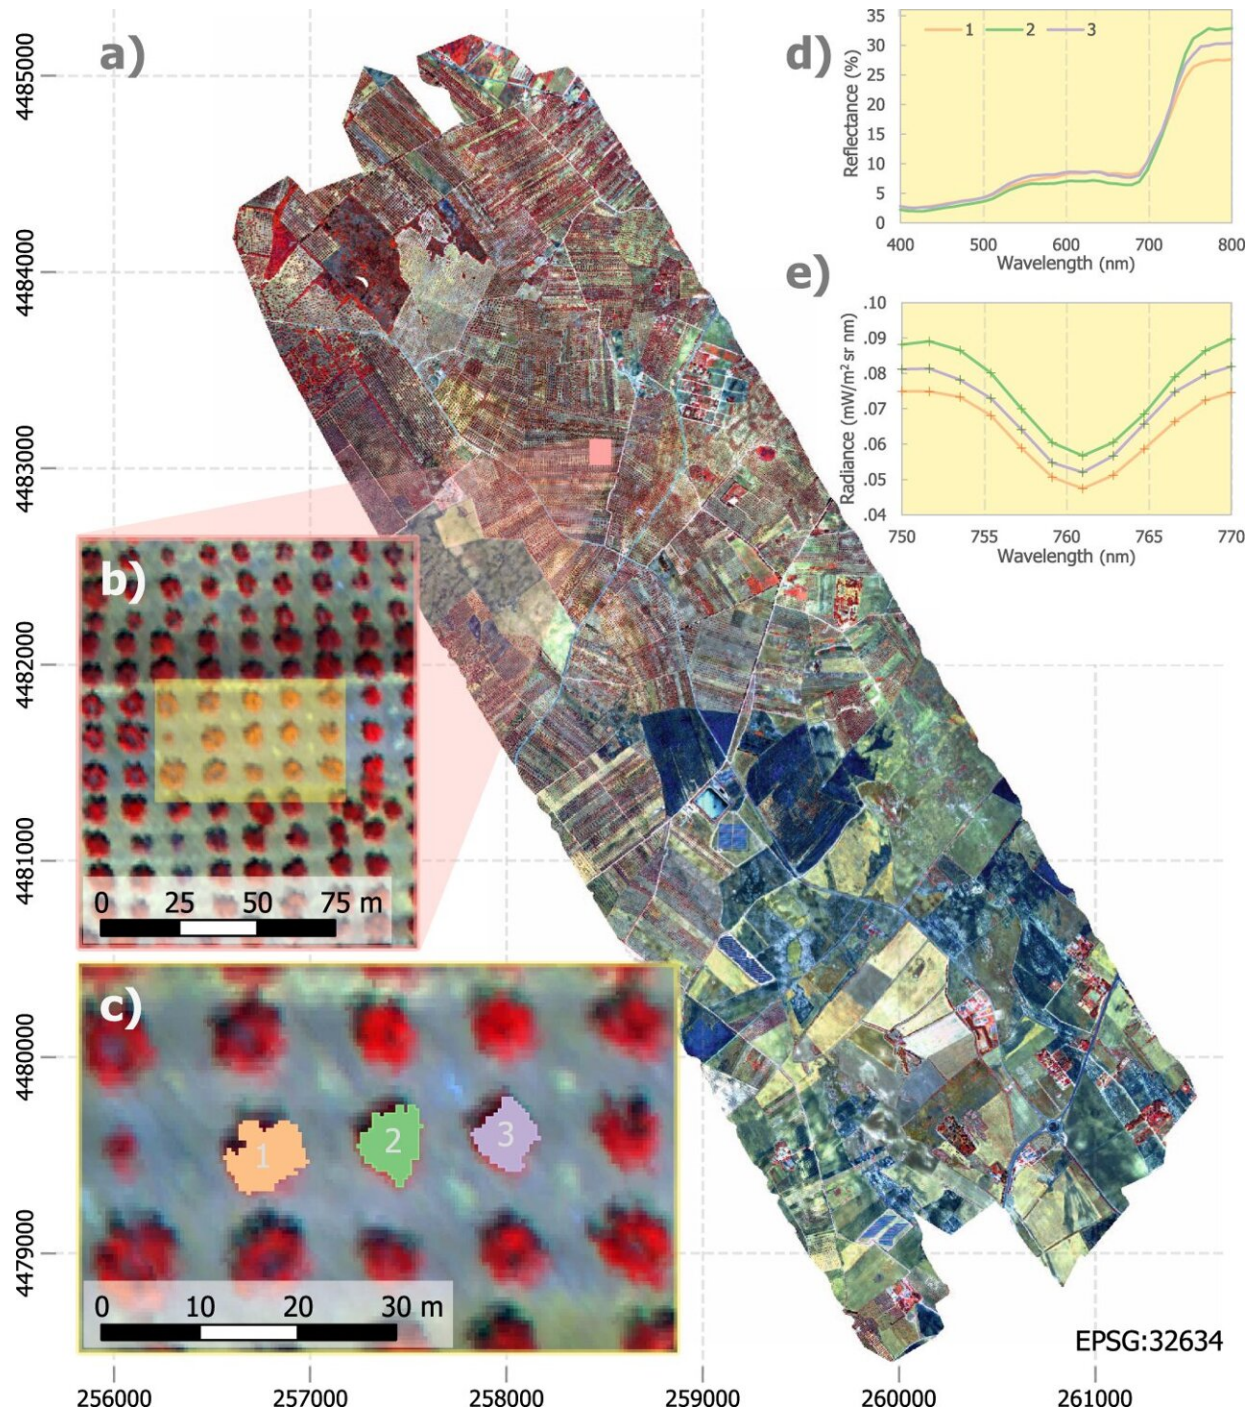 a)
4485000
4484000
4483000
4482000
4481000
4480000
4479000
256000 257000 258000 259000 260000 261000
EPSG:32634
b)
0 25 50 75 m
c)
1 2 3
0 10 20 30 m
d)
1 2 3
Reflectance (%)
35
30
25
20
15
10
5
0
400 500 600 700 800
Wavelength (nm)
e)
Radiance (mW/m² sr nm)
.10
.09
.08
.07
.06
.05
.04
750 755 760 765 770
Wavelength (nm)